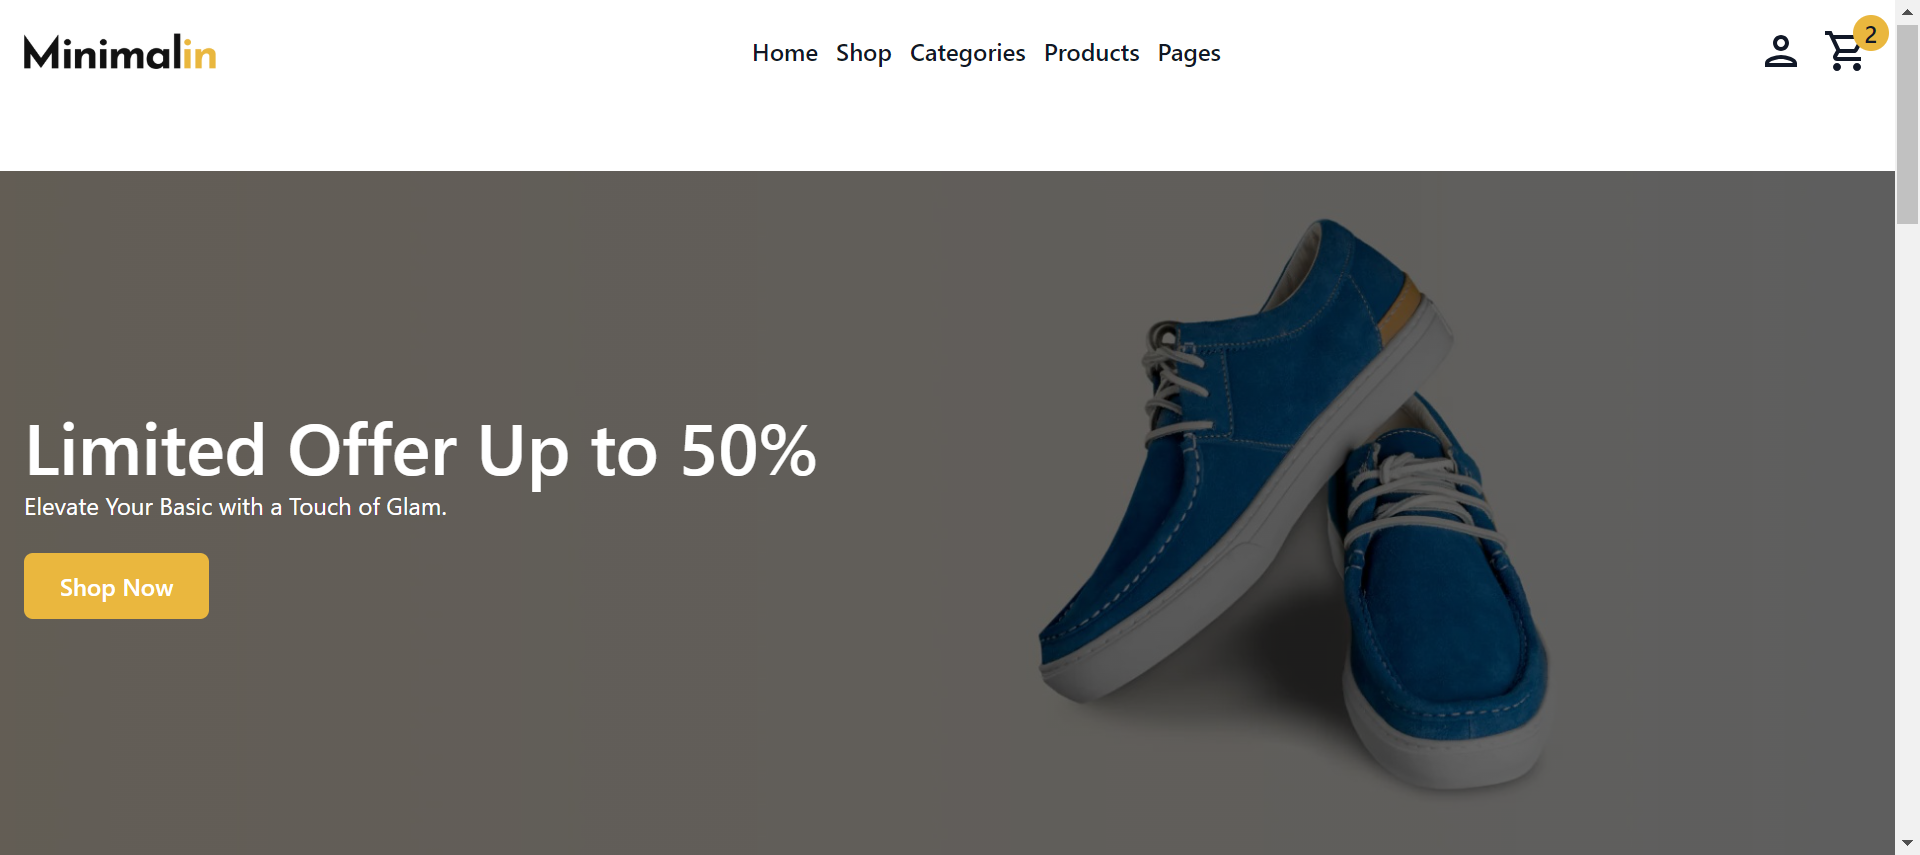 Minimalin
Home Shop Categories Products Pages
2
Limited Offer Up to 50%
Elevate Your Basic with a Touch of Glam.
Shop Now